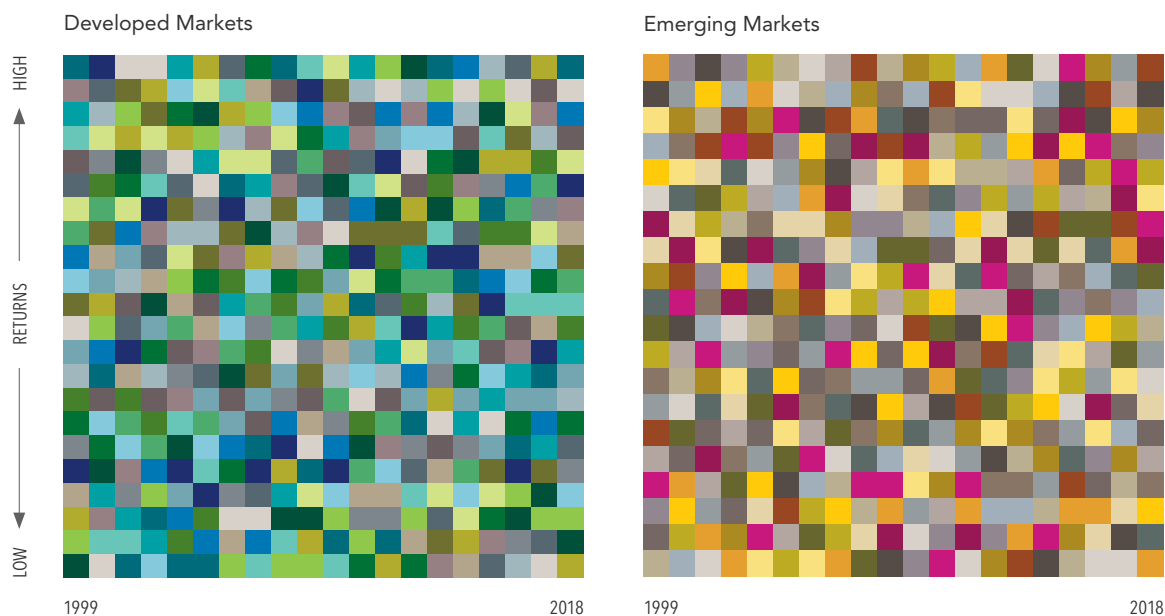 Developed Markets
Emerging Markets
HIGH
RETURNS
LOW
1999
2018
1999
2018